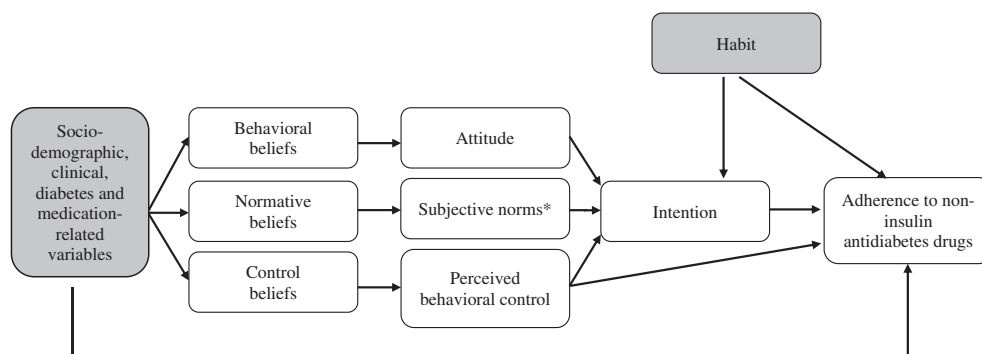 Habit
Socio-
demographic,
clinical,
diabetes and
medication-
related
variables
Behavioral
beliefs
Attitude
Normative
beliefs
Subjective norms*
Intention
Adherence to non-
insulin
antidiabetes drugs
Control
beliefs
Perceived
behavioral control